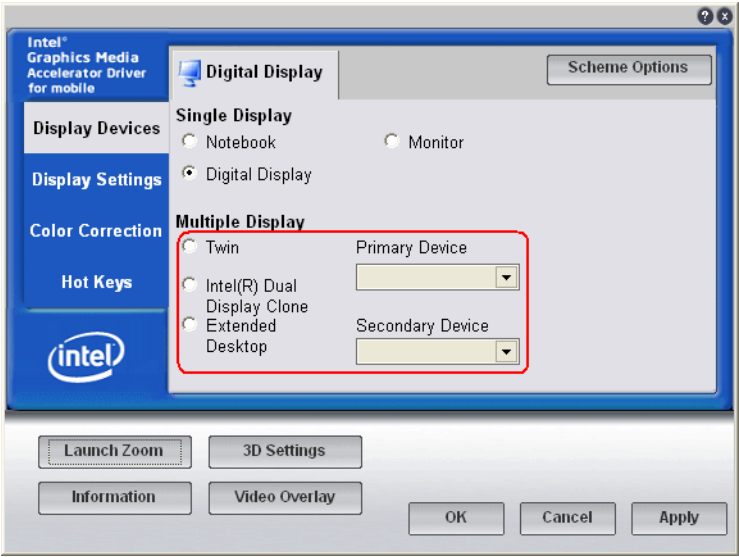 Intel®
Graphics Media
Accelerator Driver
for mobile
Digital Display
Scheme Options
Display Devices
Display Settings
Color Correction
Hot Keys
intel
Single Display
Notebook
Monitor
Digital Display
Multiple Display
Twin
Primary Device
Intel(R) Dual
Display Clone
Extended
Desktop
Secondary Device
Launch Zoom
3D Settings
Information
Video Overlay
OK
Cancel
Apply